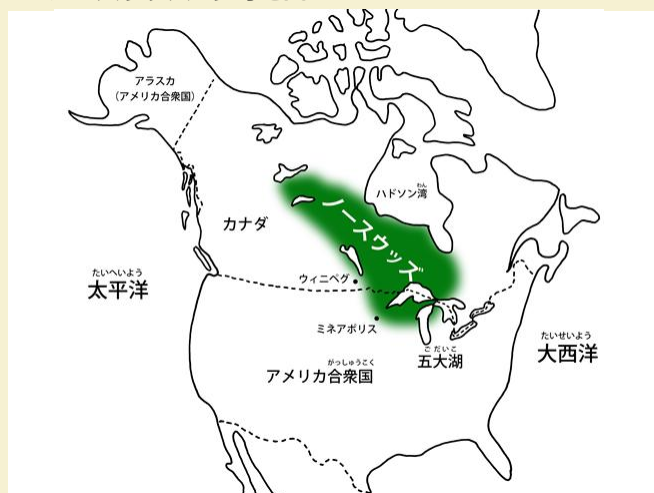 アラスカ
（アメリカ合衆国）
わん
ハドソン湾
カナダ
ノースウッズ
たいへいよう
太平洋
ウィニペグ
ミネアポリス
ごだいこ
五大湖
たいせいよう
大西洋
がっしゅうこく
アメリカ合衆国